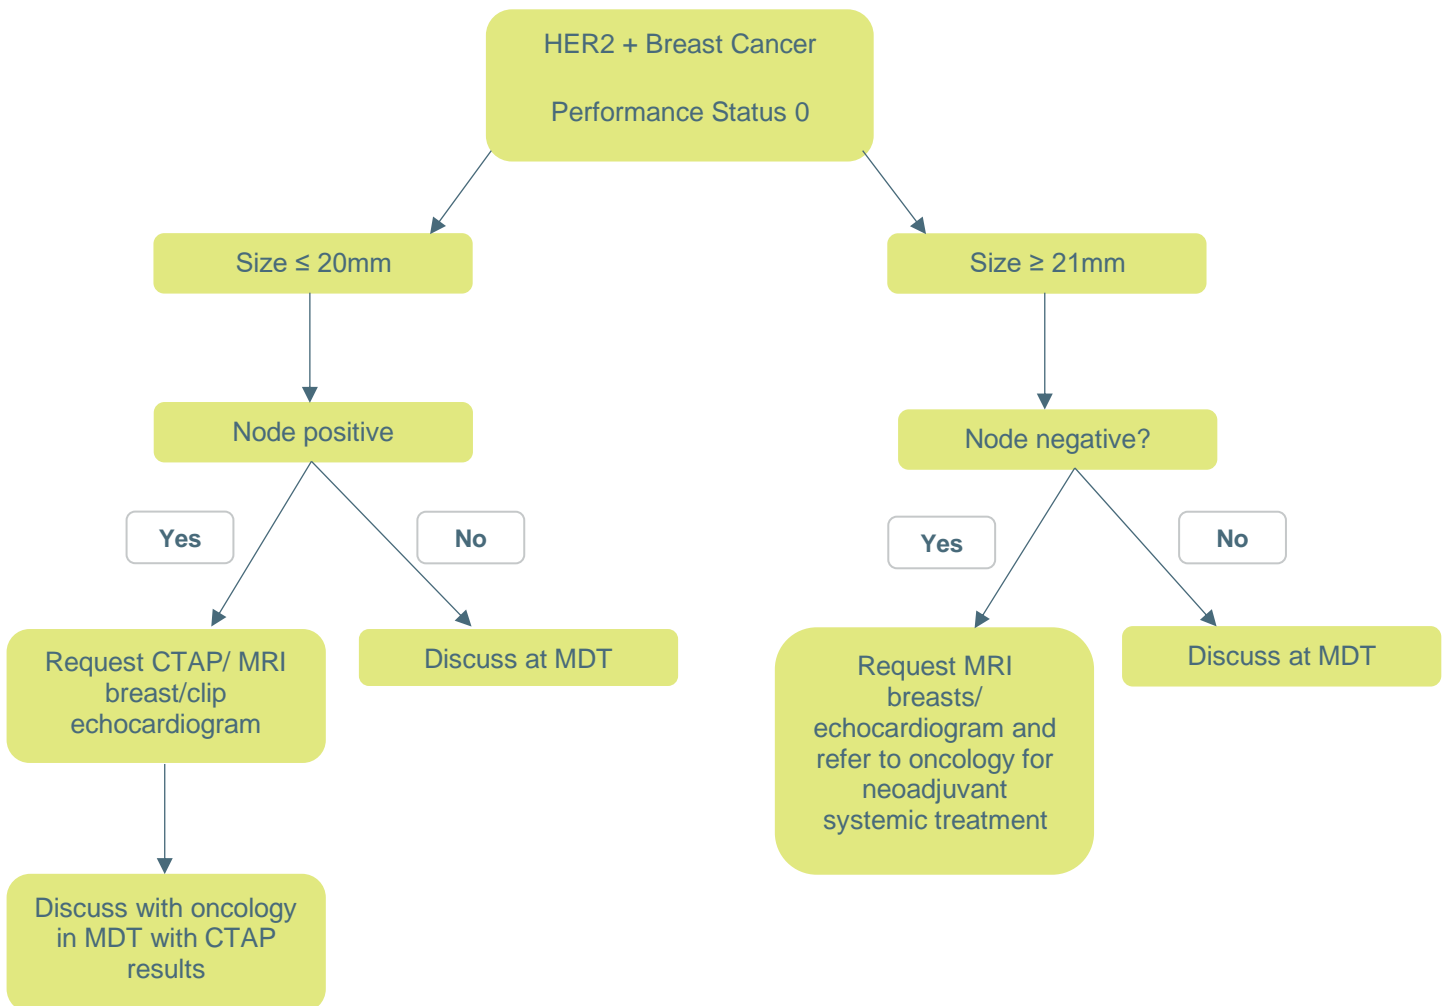 HER2 + Breast Cancer
Performance Status 0
Size ≤ 20mm
Size ≥ 21mm
Node positive
Node negative?
Yes
No
Yes
No
Request CTAP/ MRI
breast/clip
echocardiogram
Discuss at MDT
Request MRI
breasts/
echocardiogram and
refer to oncology for
neoadjuvant
systemic treatment
Discuss at MDT
Discuss with oncology
in MDT with CTAP
results